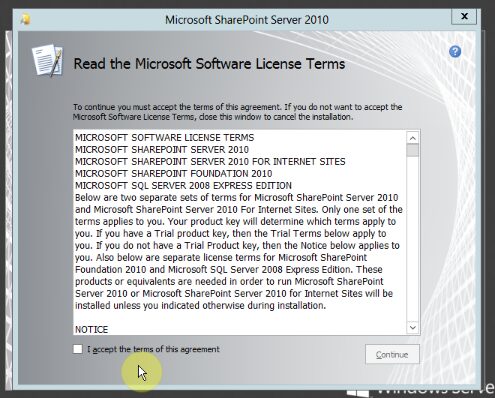 Microsoft SharePoint Server 2010
x
?
Read the Microsoft Software License Terms
To continue you must accept the terms of this agreement. If you do not want to accept the
Microsoft Software License Terms, close this window to cancel the installation.
MICROSOFT SOFTWARE LICENSE TERMS
MICROSOFT SHAREPOINT SERVER 2010
MICROSOFT SHAREPOINT SERVER 2010 FOR INTERNET SITES
MICROSOFT SHAREPOINT FOUNDATION 2010
MICROSOFT SQL SERVER 2008 EXPRESS EDITION
Below are two separate sets of terms for Microsoft SharePoint Server 2010
and Microsoft SharePoint Server 2010 For Internet Sites. Only one set of the
terms applies to you. Your product key will determine which terms apply to
you. If you have a Trial product key, then the Trial Terms below apply to
you. If you do not have a Trial Product key, then the Notice below applies to
you. Also below are separate license terms for Microsoft SharePoint
Foundation 2010 and Microsoft SQL Server 2008 Express Edition. These
products or equivalents are needed in order to run Microsoft SharePoint
Server 2010 or Microsoft SharePoint 2010 for Internet Sites will be
installed unless you indicated otherwise during installation.
NOTICE
I accept the terms of this agreement
Continue
Windows Server